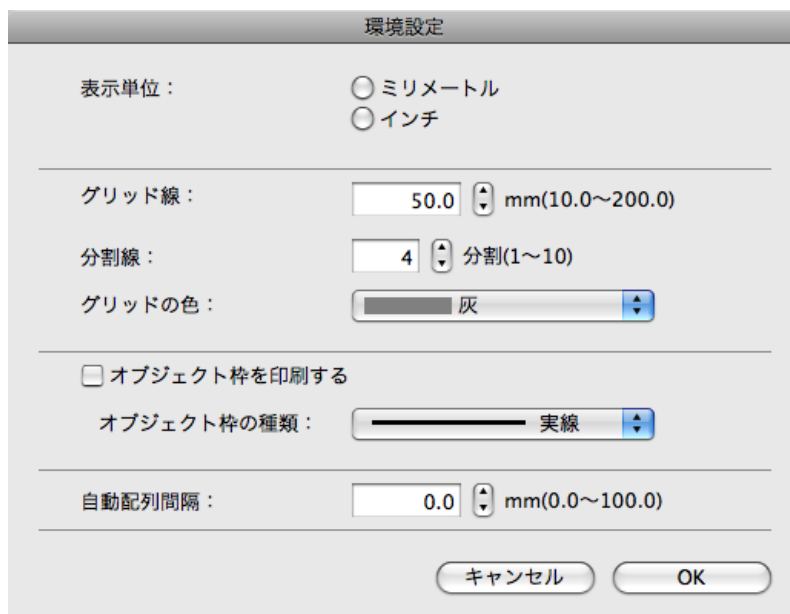 環境設定
表示単位： ミリメートル
インチ
グリッド線： 50.0 mm(10.0～200.0)
分割線： 4 分割(1～10)
グリッドの色： 灰
オブジェクト枠を印刷する
オブジェクト枠の種類： 実線
自動配列間隔： 0.0 mm(0.0～100.0)
キャンセル OK